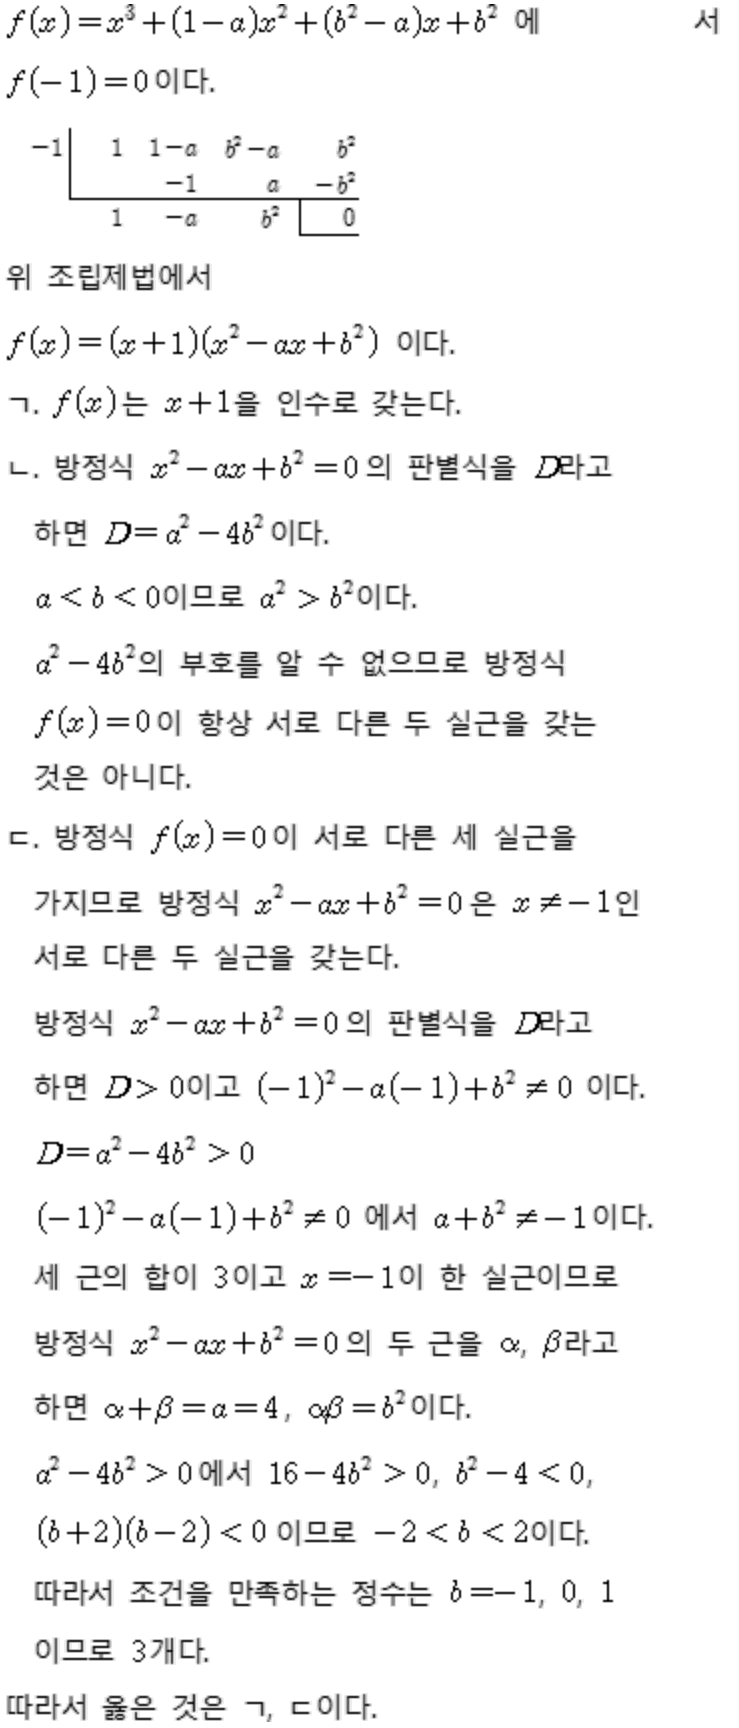 f(x)=x³+(1−a)x²+(b²−a)x+b² 에 서
f(−1)=0이다.
−1 1 1−a b²−a b²
−1 a −b²
1 −a b² 0
위 조립제법에서
f(x)=(x+1)(x²−ax+b²) 이다.
ㄱ. f(x)는 x+1을 인수로 갖는다.
ㄴ. 방정식 x²−ax+b²=0의 판별식을 D라고
하면 D=a²−4b²이다.
a<b<0이므로 a²>b²이다.
a²−4b²의 부호를 알 수 없으므로 방정식
f(x)=0이 항상 서로 다른 두 실근을 갖는
것은 아니다.
ㄷ. 방정식 f(x)=0이 서로 다른 세 실근을
가지므로 방정식 x²−ax+b²=0은 x≠−1인
서로 다른 두 실근을 갖는다.
방정식 x²−ax+b²=0의 판별식을 D라고
하면 D>0이고 (−1)²−a(−1)+b²≠0 이다.
D=a²−4b²>0
(−1)²−a(−1)+b²≠0 에서 a+b²≠−1이다.
세 근의 합이 3이고 x=−1이 한 실근이므로
방정식 x²−ax+b²=0의 두 근을 α, β라고
하면 α+β=a=4, αβ=b²이다.
a²−4b²>0에서 16−4b²>0, b²−4<0,
(b+2)(b−2)<0이므로 −2<b<2이다.
따라서 조건을 만족하는 정수는 b=−1, 0, 1
이므로 3개다.
따라서 옳은 것은 ㄱ, ㄷ이다.